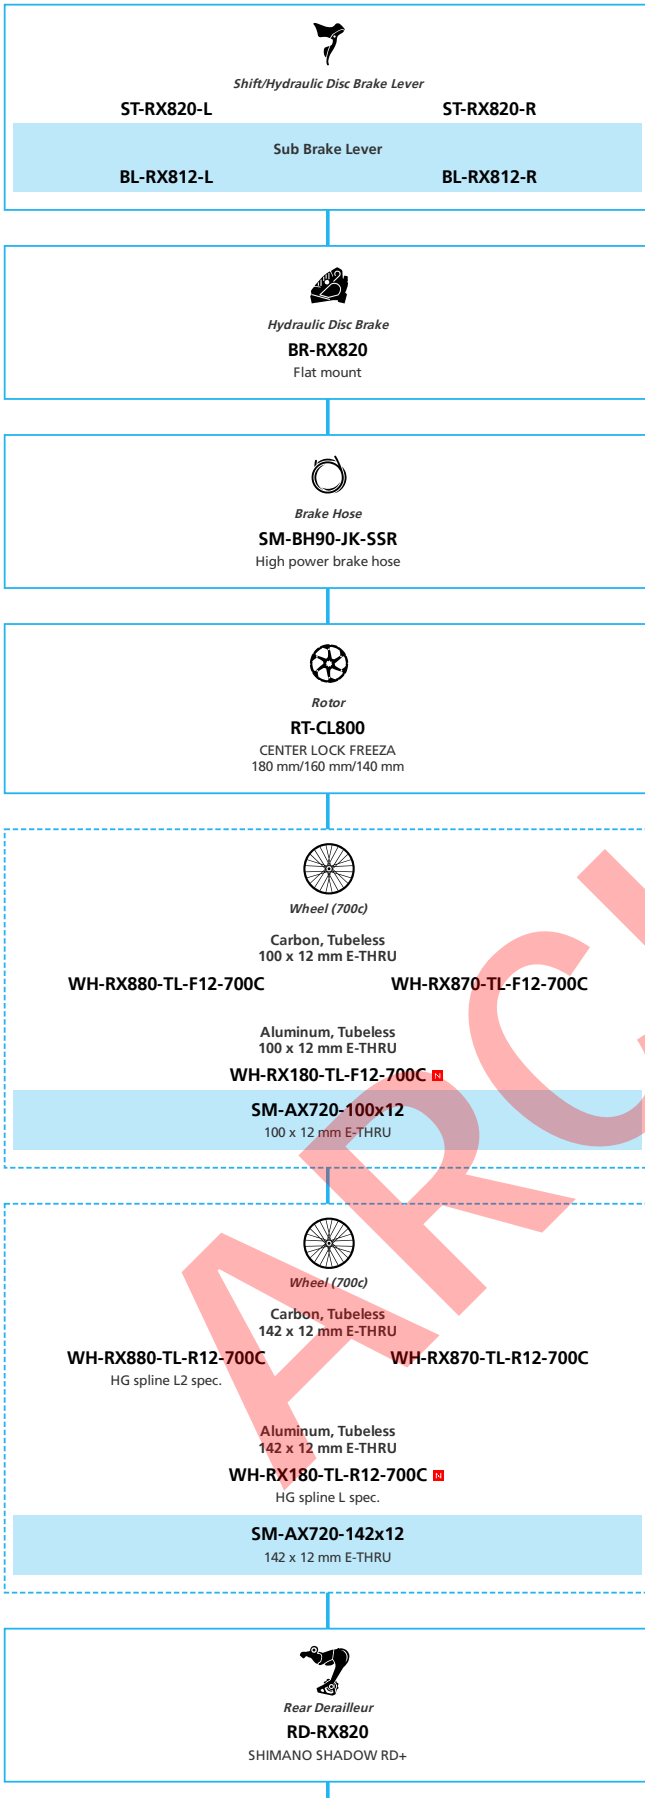 Shift/Hydraulic Disc Brake Lever
ST-RX820-L ST-RX820-R
Sub Brake Lever
BL-RX812-L BL-RX812-R
Hydraulic Disc Brake
BR-RX820
Flat mount
Brake Hose
SM-BH90-JK-SSR
High power brake hose
Rotor
RT-CL800
CENTER LOCK FREEZA
180 mm/160 mm/140 mm
Wheel (700c)
Carbon, Tubeless
100 x 12 mm E-THRU
WH-RX880-TL-F12-700C WH-RX870-TL-F12-700C
Aluminum, Tubeless
100 x 12 mm E-THRU
WH-RX180-TL-F12-700C N
SM-AX720-100x12
100 x 12 mm E-THRU
Wheel (700c)
Carbon, Tubeless
142 x 12 mm E-THRU
WH-RX880-TL-R12-700C WH-RX870-TL-R12-700C
HG spline L2 spec.
Aluminum, Tubeless
142 x 12 mm E-THRU
WH-RX180-TL-R12-700C N
HG spline L spec.
SM-AX720-142x12
142 x 12 mm E-THRU
Rear Derailleur
RD-RX820
SHIMANO SHADOW RD+
ARC